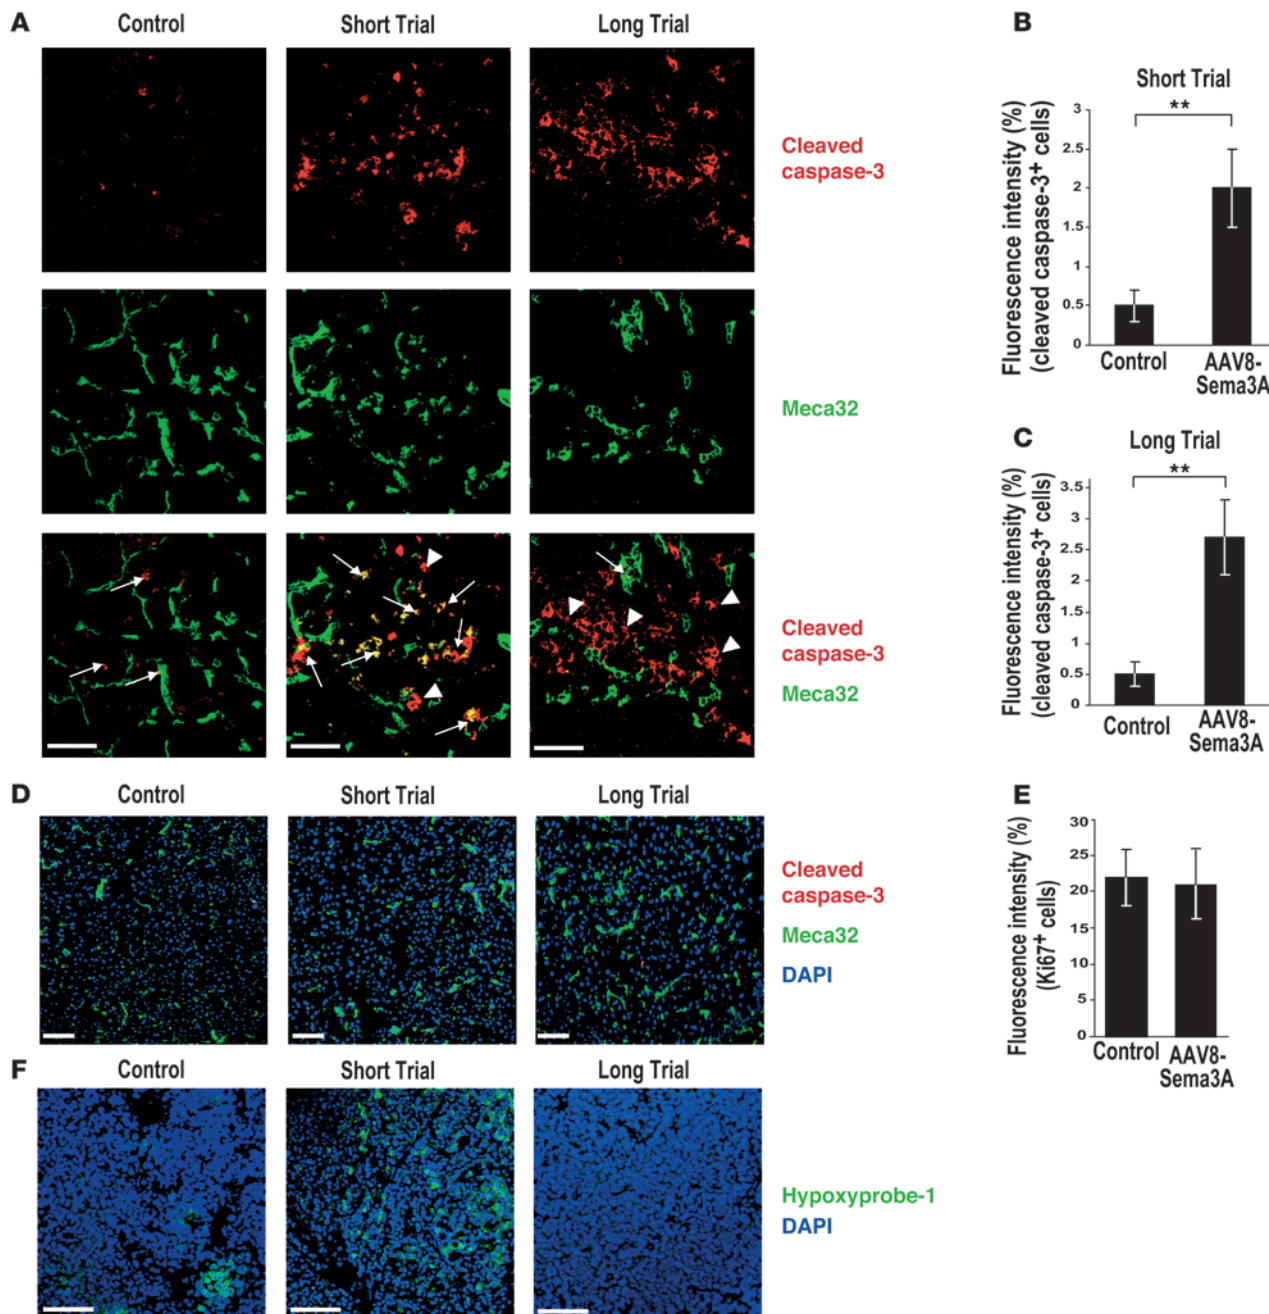 A
Control
Short Trial
Long Trial
Cleaved
caspase-3
Meca32
Cleaved
caspase-3
Meca32
B
Short Trial
Fluorescence intensity (%)
(cleaved caspase-3+ cells)
3
2.5
2
1.5
1
0.5
0
**
Control
AAV8-
Sema3A
C
Long Trial
Fluorescence intensity (%)
(cleaved caspase-3+ cells)
3.5
3
2.5
2
1.5
1
0.5
0
**
Control
AAV8-
Sema3A
D
Control
Short Trial
Long Trial
Cleaved
caspase-3
Meca32
DAPI
E
Fluorescence intensity (%)
(Ki67+ cells)
30
25
20
15
10
5
0
Control
AAV8-
Sema3A
F
Control
Short Trial
Long Trial
Hypoxyprobe-1
DAPI